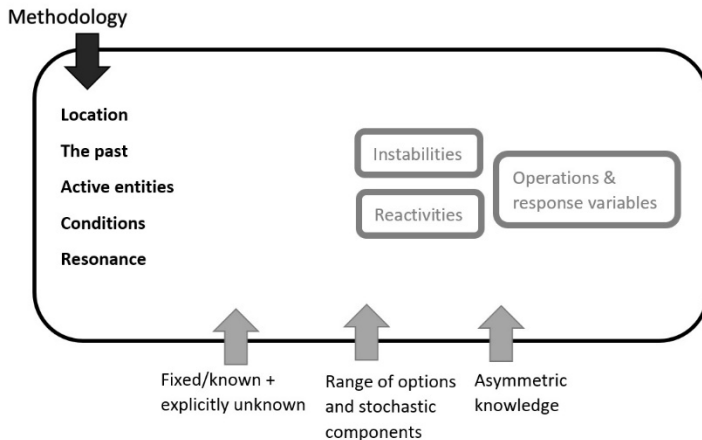 Methodology
Location
The past
Active entities
Conditions
Resonance
Instabilities
Reactivities
Operations &
response variables
Fixed/known +
explicitly unknown
Range of options
and stochastic
components
Asymmetric
knowledge